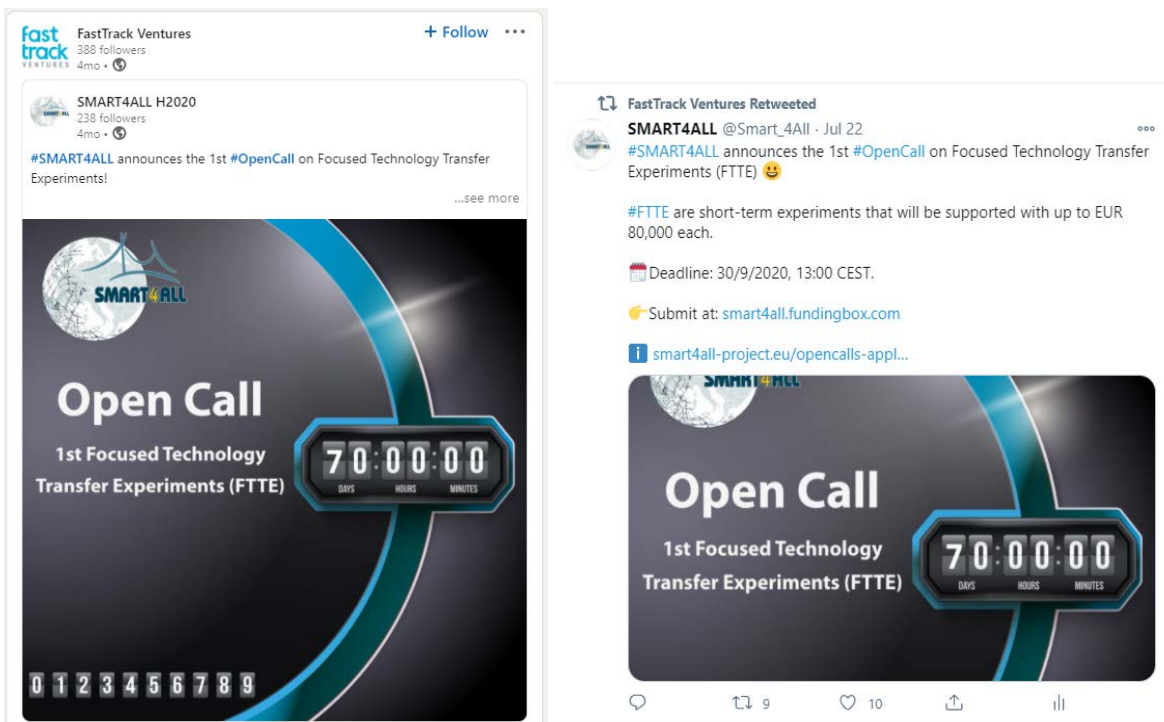 fast
track
VENTURES
FastTrack Ventures
388 followers
4mo •
+ Follow
SMART4ALL
SMART4ALL H2020
238 followers
4mo •
#SMART4ALL announces the 1st #OpenCall on Focused Technology Transfer
Experiments!
...see more
SMART4ALL
Open Call
1st Focused Technology
Transfer Experiments (FTTE)
70:00:00
DAYS HOURS MINUTES
0 1 2 3 4 5 6 7 8 9
FastTrack Ventures Retweeted
SMART4ALL
SMART4ALL @Smart_4All · Jul 22
#SMART4ALL announces the 1st #OpenCall on Focused Technology Transfer
Experiments (FTTE) 😀
#FTTE are short-term experiments that will be supported with up to EUR
80,000 each.
📅Deadline: 30/9/2020, 13:00 CEST.
👉Submit at: smart4all.fundingbox.com
ℹ️ smart4all-project.eu/opencalls-appl...
SMART4ALL
Open Call
1st Focused Technology
Transfer Experiments (FTTE)
70:00:00
DAYS HOURS MINUTES
9
10